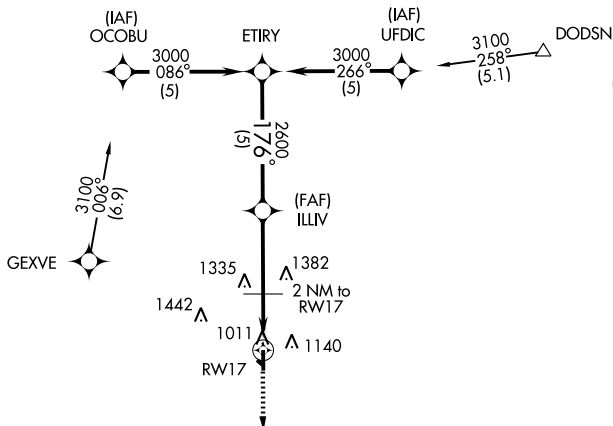 (IAF)
OCOBU
ETIRY
(IAF)
UFDIC
DODSN
3000
086°
(5)
3000
266°
(5)
3100
258°
(5.1)
2600
176°
(5)
3100
006°
(6.9)
GEXVE
(FAF)
ILLIV
1335
1382
2 NM to
RW17
1442
1011
1140
RW17